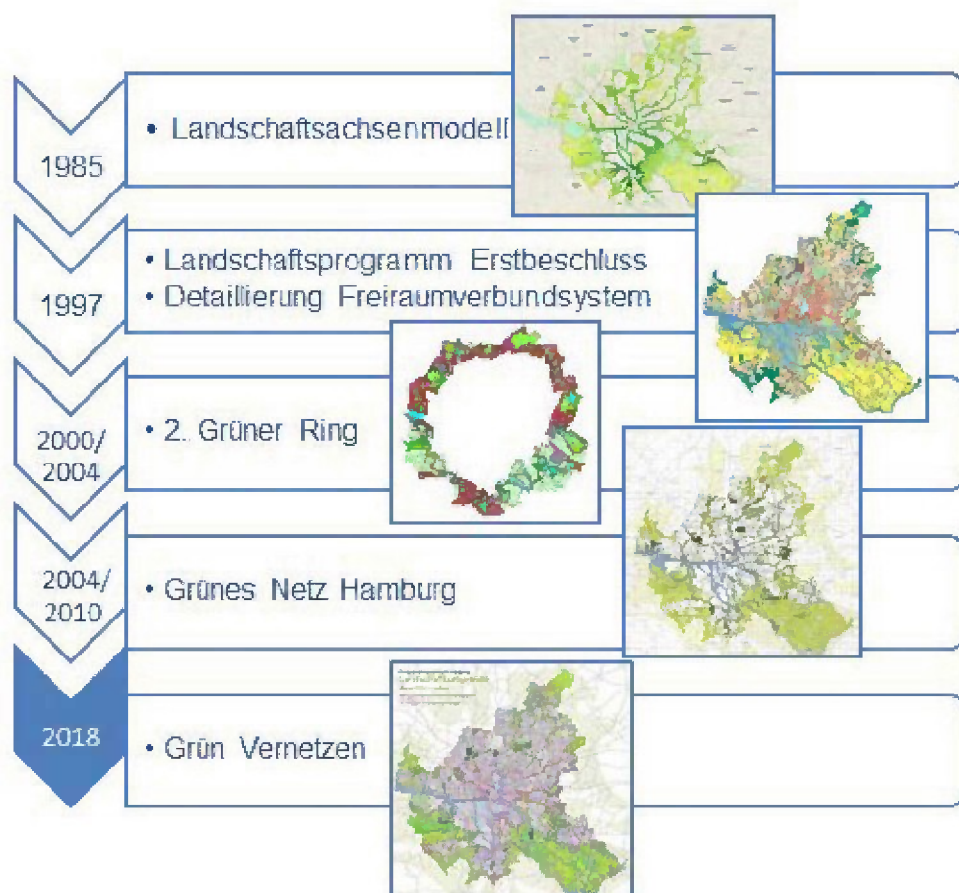 1985
• Landschaftsachsenmodell
1997
• Landschaftsprogramm Erstbeschluss
• Detaillierung Freiraumverbundsystem
2000/
2004
• 2. Grüner Ring
2004/
2010
• Grünes Netz Hamburg
2018
• Grün Vernetzen